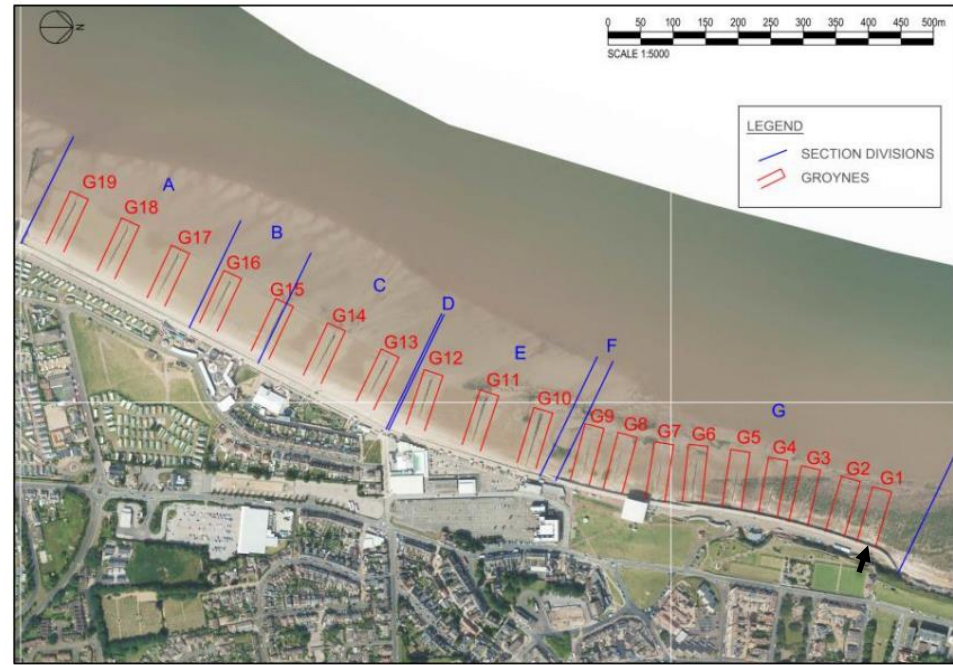 N
0 50 100 150 200 250 300 350 400 450 500m
SCALE 1:5000
LEGEND
SECTION DIVISIONS
GROYNES
A
B
C
D
E
F
G
G19
G18
G17
G16
G15
G14
G13
G12
G11
G10
G9
G8
G7
G6
G5
G4
G3
G2
G1